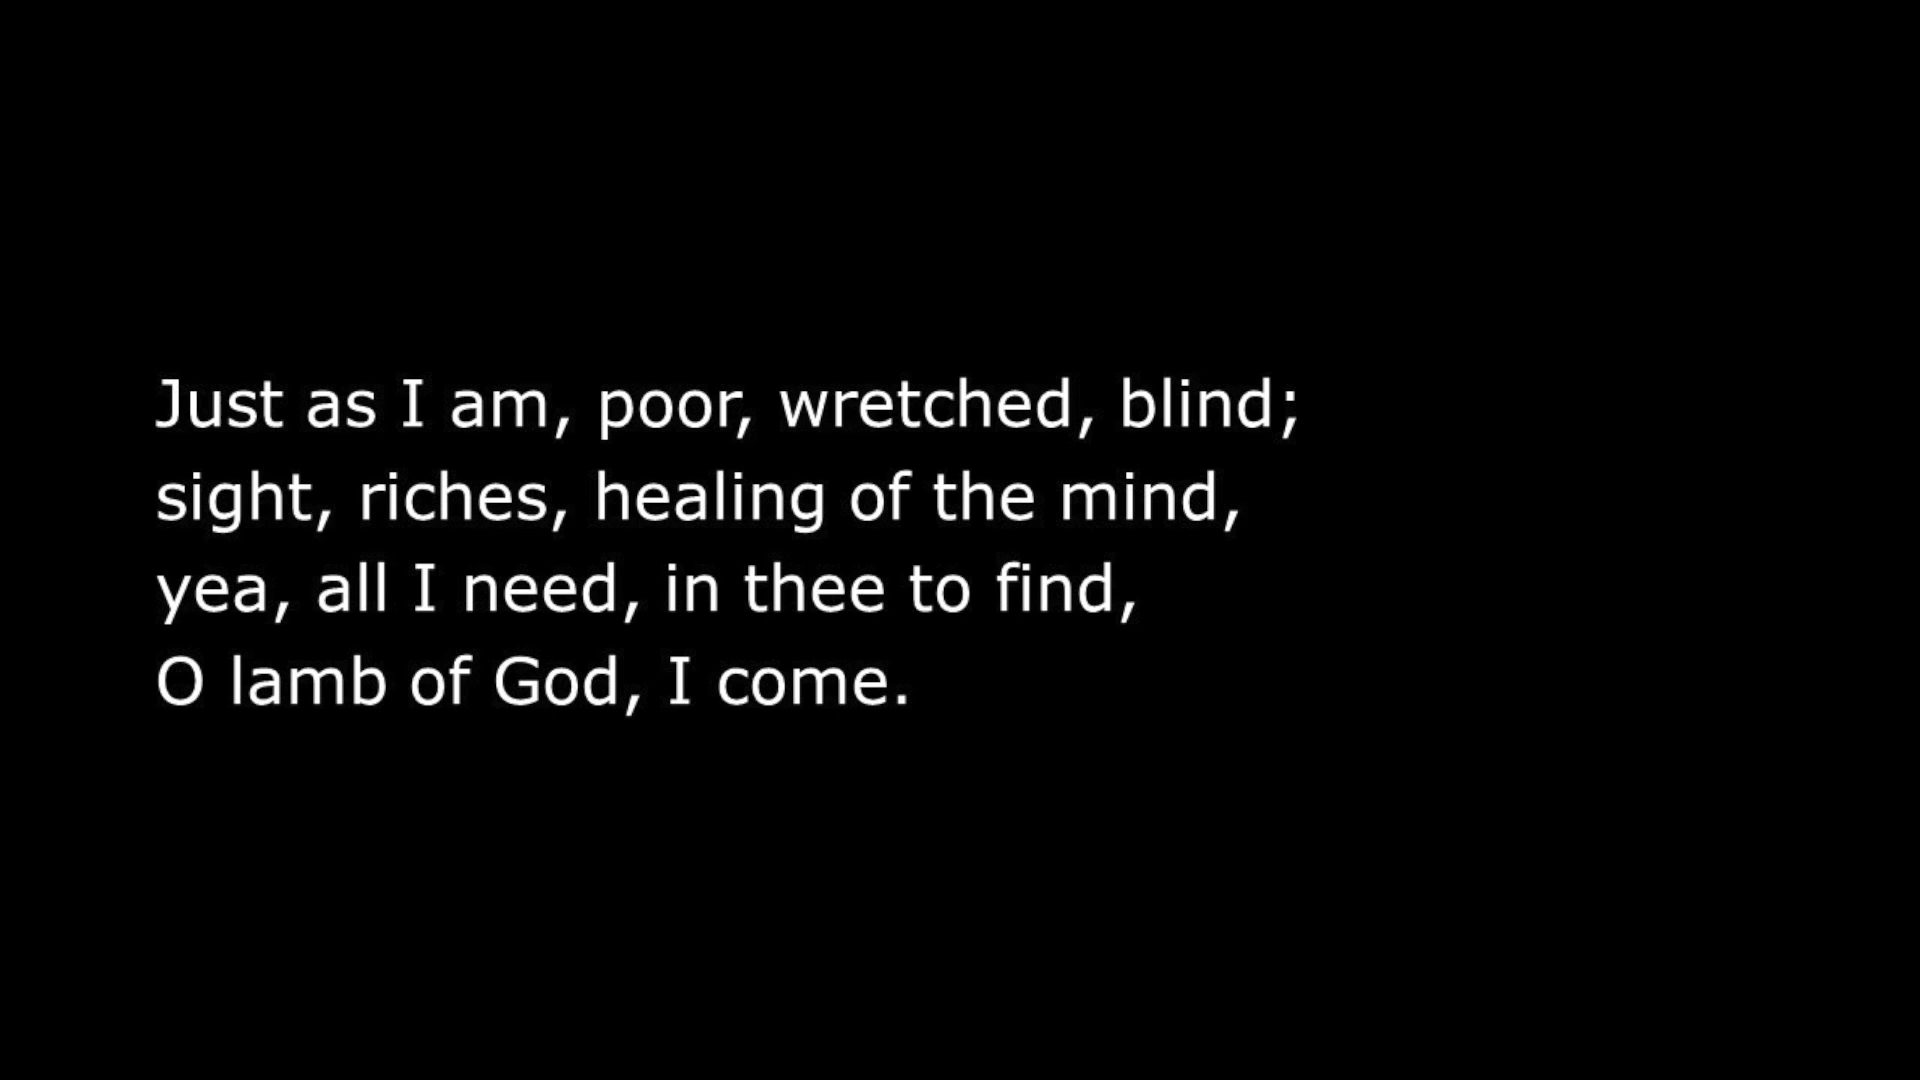 Just as I am, poor, wretched, blind;
sight, riches, healing of the mind,
yea, all I need, in thee to find,
O lamb of God, I come.